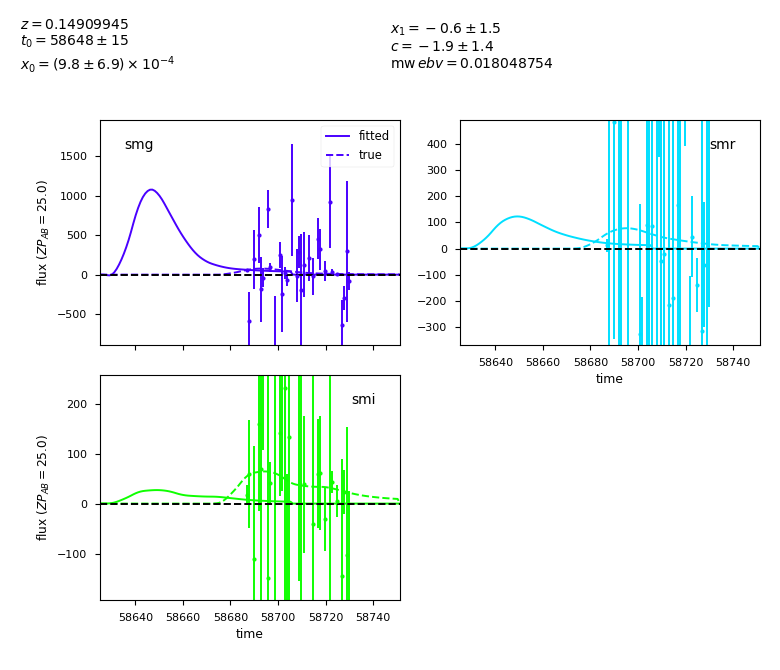 z = 0.14909945
t₀ = 58648 ± 15
x₀ = (9.8 ± 6.9) × 10⁻⁴
x₁ = −0.6 ± 1.5
c = −1.9 ± 1.4
mw ebv = 0.018048754
smg
fitted
true
1500
1000
500
0
−500
flux (ZP_AB = 25.0)
smr
400
300
200
100
0
−100
−200
−300
58640 58660 58680 58700 58720 58740
time
smi
200
100
0
−100
flux (ZP_AB = 25.0)
58640 58660 58680 58700 58720 58740
time